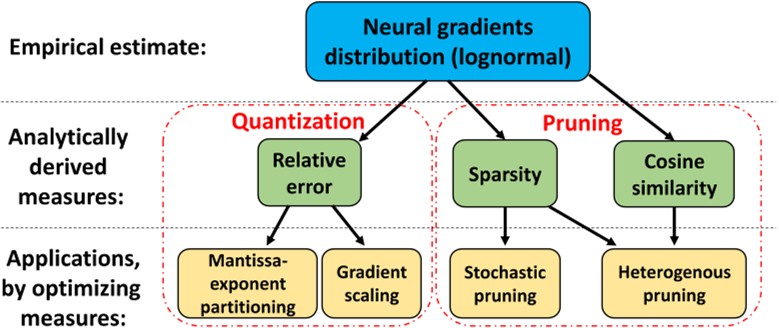 Empirical estimate:
Neural gradients
distribution (lognormal)
Quantization
Pruning
Analytically
derived
measures:
Relative
error
Sparsity
Cosine
similarity
Applications,
by optimizing
measures:
Mantissa-
exponent
partitioning
Gradient
scaling
Stochastic
pruning
Heterogenous
pruning